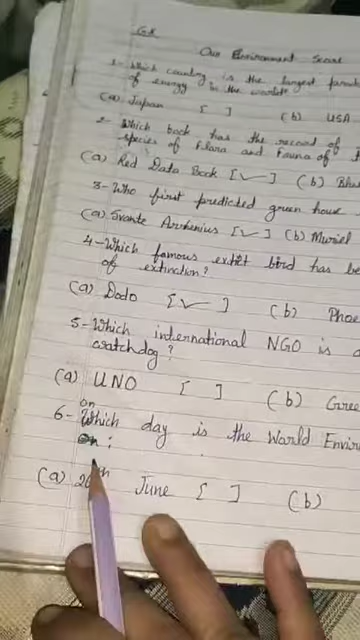 GK
Our Environment
1- Which country is the largest
of energy in the world?
(a) Japan [ ] (b) USA
2- Which book has the record of
species of Flora and Fauna of
(a) Red Data Book [✓] (b)
3- Who first predicted green house
(a) Svante Arrhenius [✓] (b) Muriel
4- Which famous bird has be
of extinction?
(a) Dodo [✓] (b) Phoe
5- Which international NGO is a
watchdog?
(a) UNO [ ] (b) Gree
on
6- Which day is the World Envir
on :
(a) June [ ] (b)